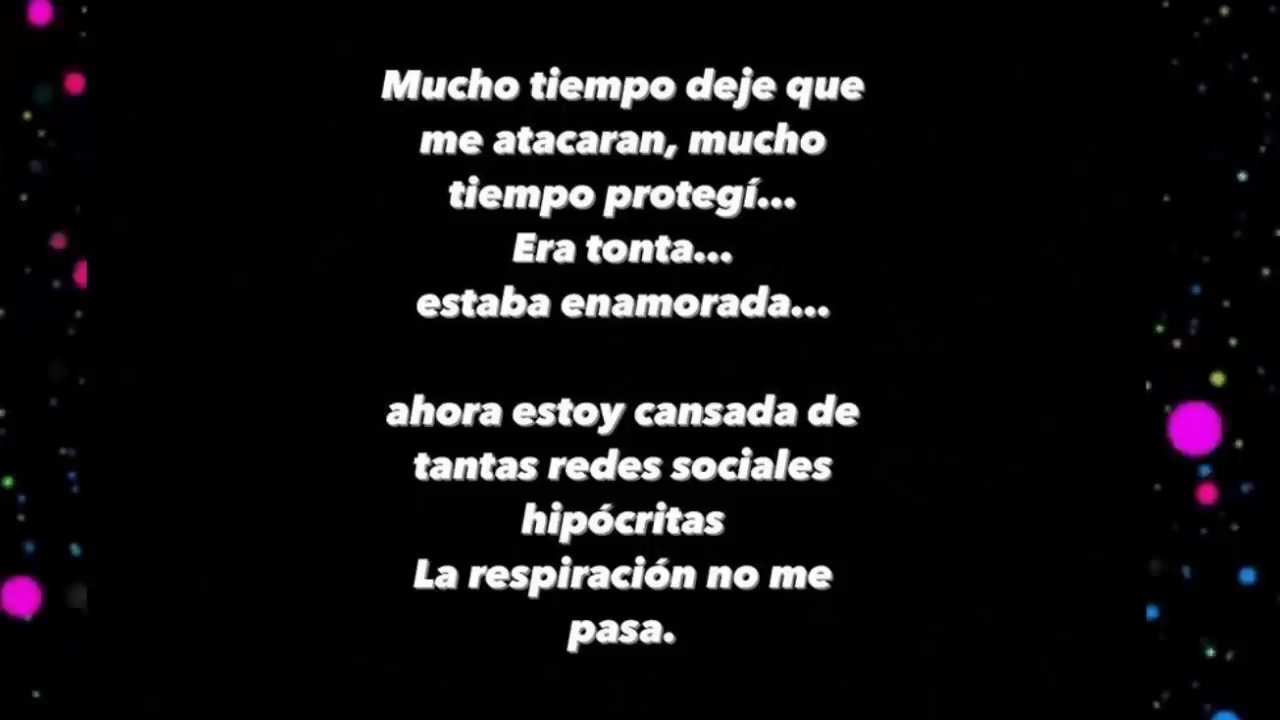 Mucho tiempo deje que
me atacaran, mucho
tiempo protegí...
Era tonta...
estaba enamorada...
ahora estoy cansada de
tantas redes sociales
hipócritas
La respiración no me
pasa.